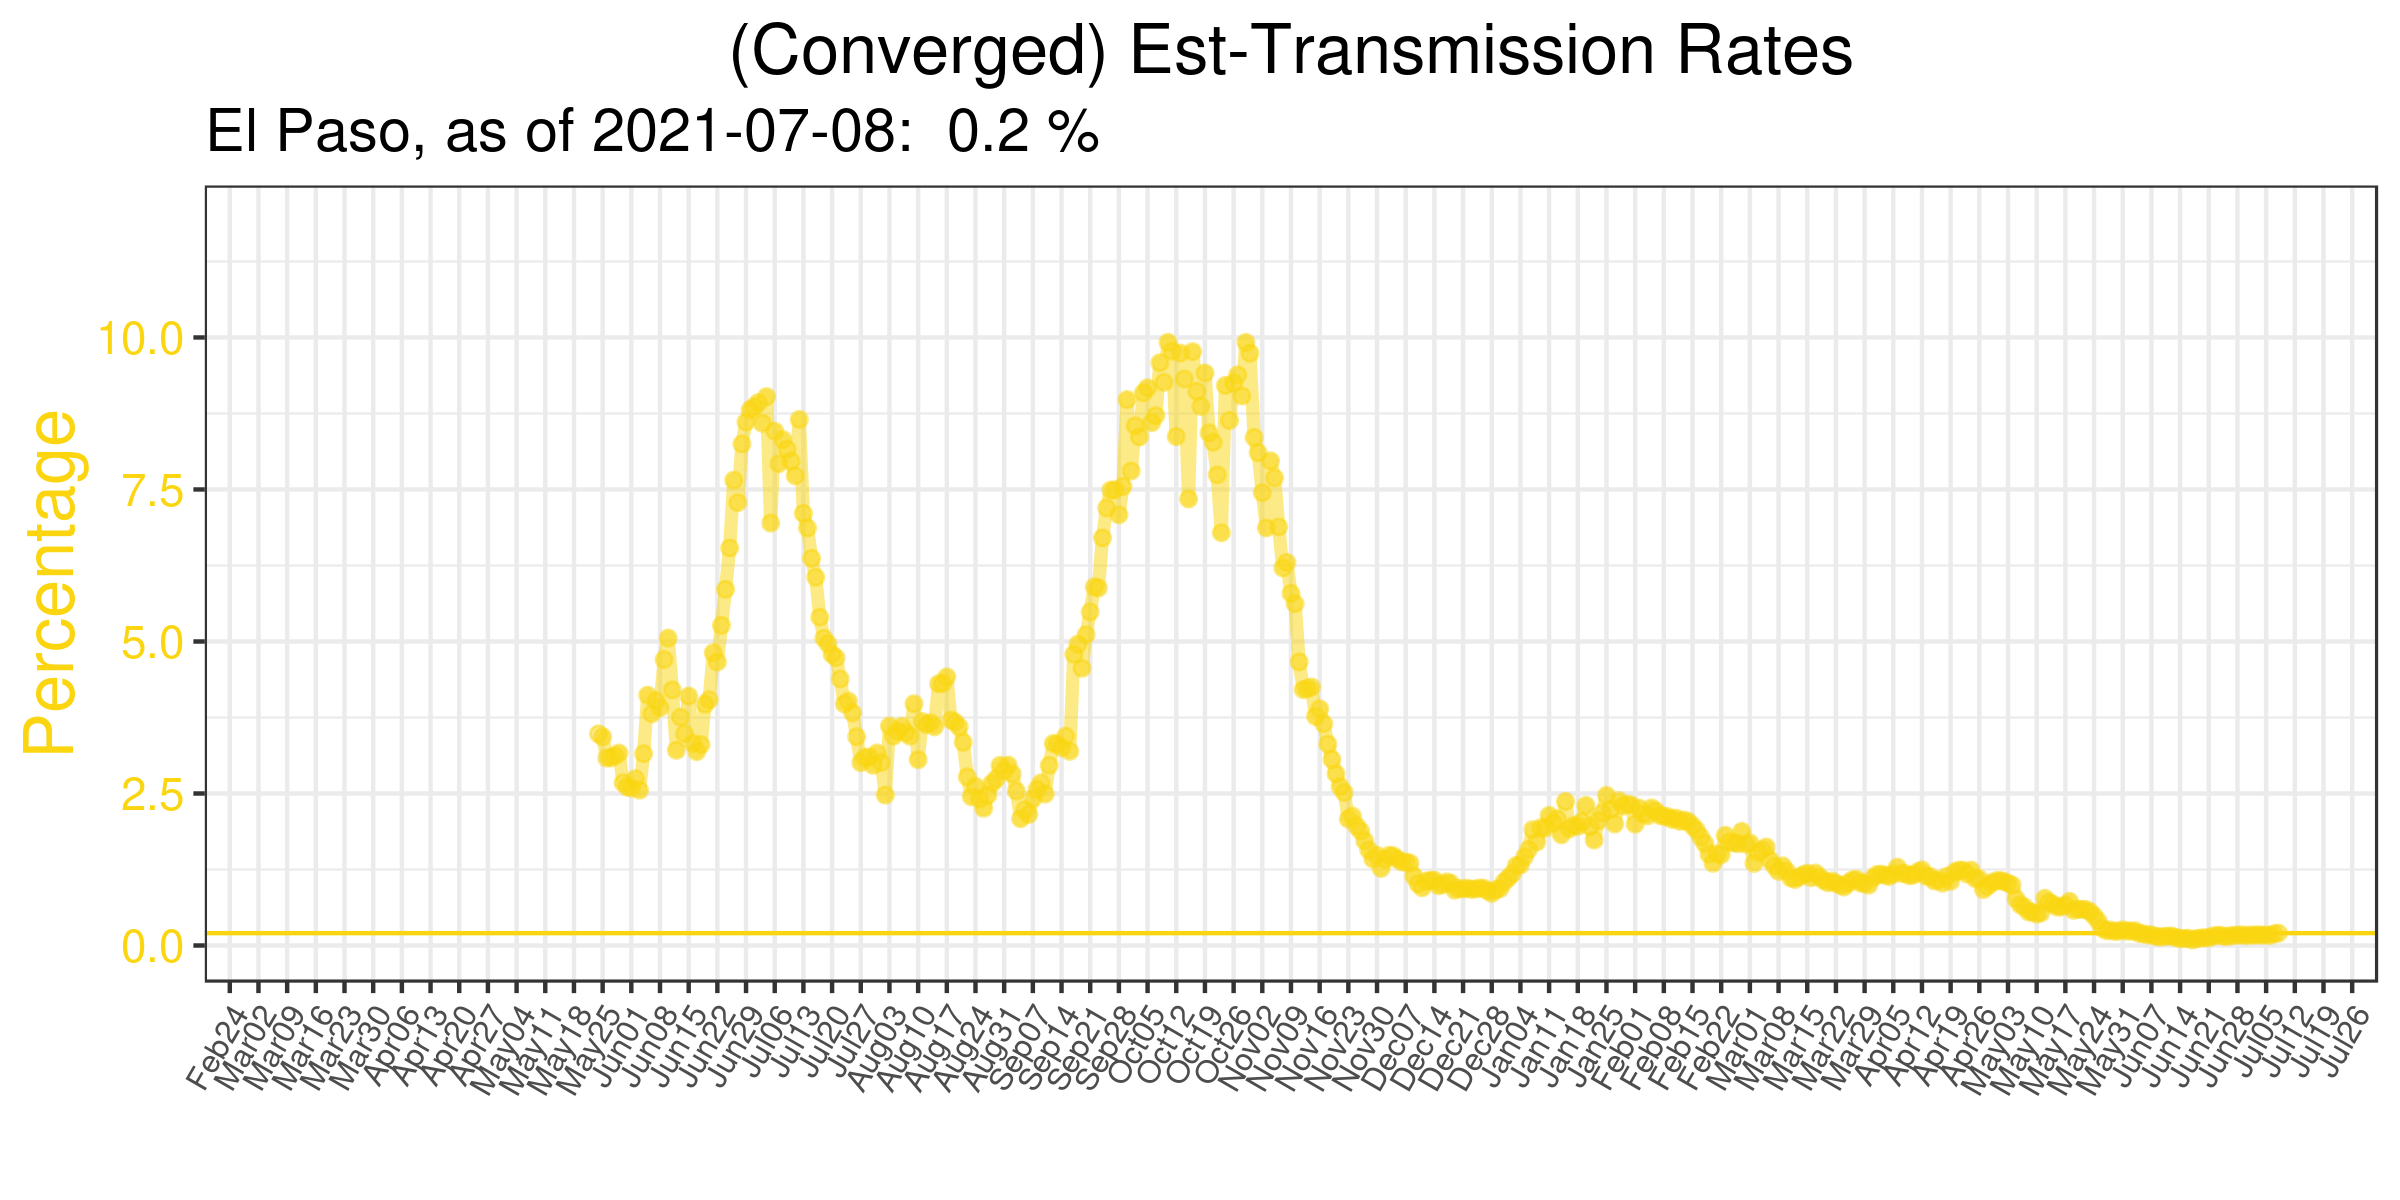 (Converged) Est-Transmission Rates
El Paso, as of 2021-07-08:  0.2 %
Percentage
10.0
7.5
5.0
2.5
0.0
Feb24
Mar02
Mar09
Mar16
Mar23
Mar30
Apr06
Apr13
Apr20
Apr27
May04
May11
May18
May25
Jun01
Jun08
Jun15
Jun22
Jun29
Jul06
Jul13
Jul20
Jul27
Aug03
Aug10
Aug17
Aug24
Aug31
Sep07
Sep14
Sep21
Sep28
Oct05
Oct12
Oct19
Oct26
Nov02
Nov09
Nov16
Nov23
Nov30
Dec07
Dec14
Dec21
Dec28
Jan04
Jan11
Jan18
Jan25
Feb01
Feb08
Feb15
Feb22
Mar01
Mar08
Mar15
Mar22
Mar29
Apr05
Apr12
Apr19
Apr26
May03
May10
May17
May24
May31
Jun07
Jun14
Jun21
Jun28
Jul05
Jul12
Jul19
Jul26